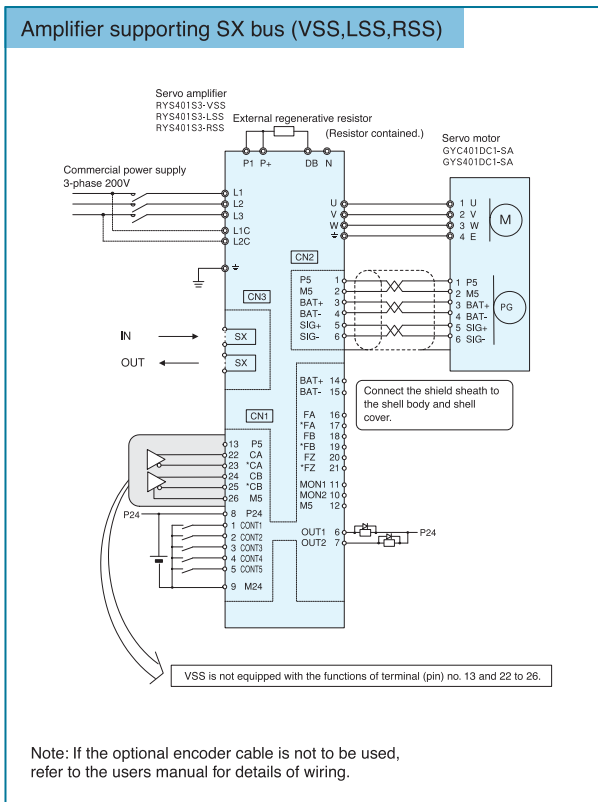 Amplifier supporting SX bus (VSS,LSS,RSS)
Servo amplifier
RYS401S3-VSS
RYS401S3-LSS
RYS401S3-RSS
External regenerative resistor
(Resistor contained.)
Servo motor
GYC401DC1-SA
GYS401DC1-SA
P1 P+ DB N
Commercial power supply
3-phase 200V
L1
L2
L3
L1C
L2C
U
V
W
1 U
2 V
3 W
4 E
M
CN2
P5 1
M5 2
BAT+ 3
BAT- 4
SIG+ 5
SIG- 6
1 P5
2 M5
3 BAT+
4 BAT-
5 SIG+
6 SIG-
PG
CN3
IN
SX
OUT
SX
BAT+ 14
BAT- 15
Connect the shield sheath to
the shell body and shell
cover.
CN1
FA 16
*FA 17
FB 18
*FB 19
FZ 20
*FZ 21
MON1 11
MON2 10
M5 12
13 P5
22 CA
23 *CA
24 CB
25 *CB
26 M5
P24
8 P24
1 CONT1
2 CONT2
3 CONT3
4 CONT4
5 CONT5
9 M24
OUT1 6
OUT2 7
P24
VSS is not equipped with the functions of terminal (pin) no. 13 and 22 to 26.
Note: If the optional encoder cable is not to be used,
refer to the users manual for details of wiring.